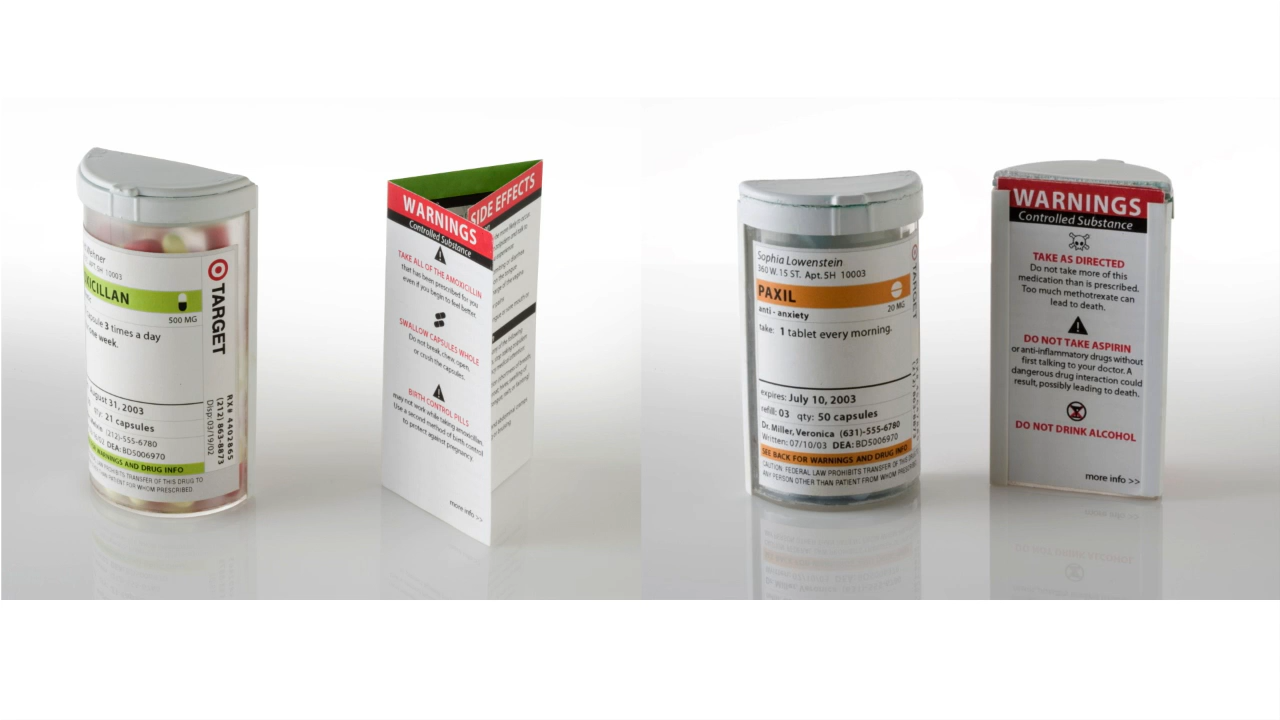 3 times a day
week.
August 31, 2003
qty: 21 capsules
(212)-555-6780
DEA: BD5006970
WARNINGS AND DRUG INFO
PROHIBITS TRANSFER OF THIS DRUG TO
PATIENT FOR WHOM PRESCRIBED.
500 MG
TARGET
RX# 4402865
(212) 863-8873
Disp:03/19/02
WARNINGS
Controlled Substance
TAKE ALL OF THE AMOXICILLIN
that has been prescribed for you
even if you begin to feel better.
SWALLOW CAPSULES WHOLE
Do not break, chew, open,
or crush the capsules.
BIRTH CONTROL PILLS
may not work while taking amoxicillin.
Use a second method of birth control
to protect against pregnancy.
more info >>
SIDE EFFECTS
Sophia Lowenstein
360 W. 15 ST. Apt. 5H 10003
PAXIL
20 MG
anti - anxiety
take: 1 tablet every morning.
expires: July 10, 2003
refill: 03 qty: 50 capsules
Dr. Miller, Veronica (631)-555-6780
Written: 07/10/03 DEA: BD5006970
SEE BACK FOR WARNINGS AND DRUG INFO
CAUTION: FEDERAL LAW PROHIBITS TRANSFER OF THIS
ANY PERSON OTHER THAN PATIENT FROM WHOM
TARGET
WARNINGS
Controlled Substance
TAKE AS DIRECTED
Do not take more of this
medication than is prescribed.
Too much methotrexate can
lead to death.
DO NOT TAKE ASPIRIN
or anti-inflammatory drugs without
first talking to your doctor. A
dangerous drug interaction could
result, possibly leading to death.
DO NOT DRINK ALCOHOL
more info >>